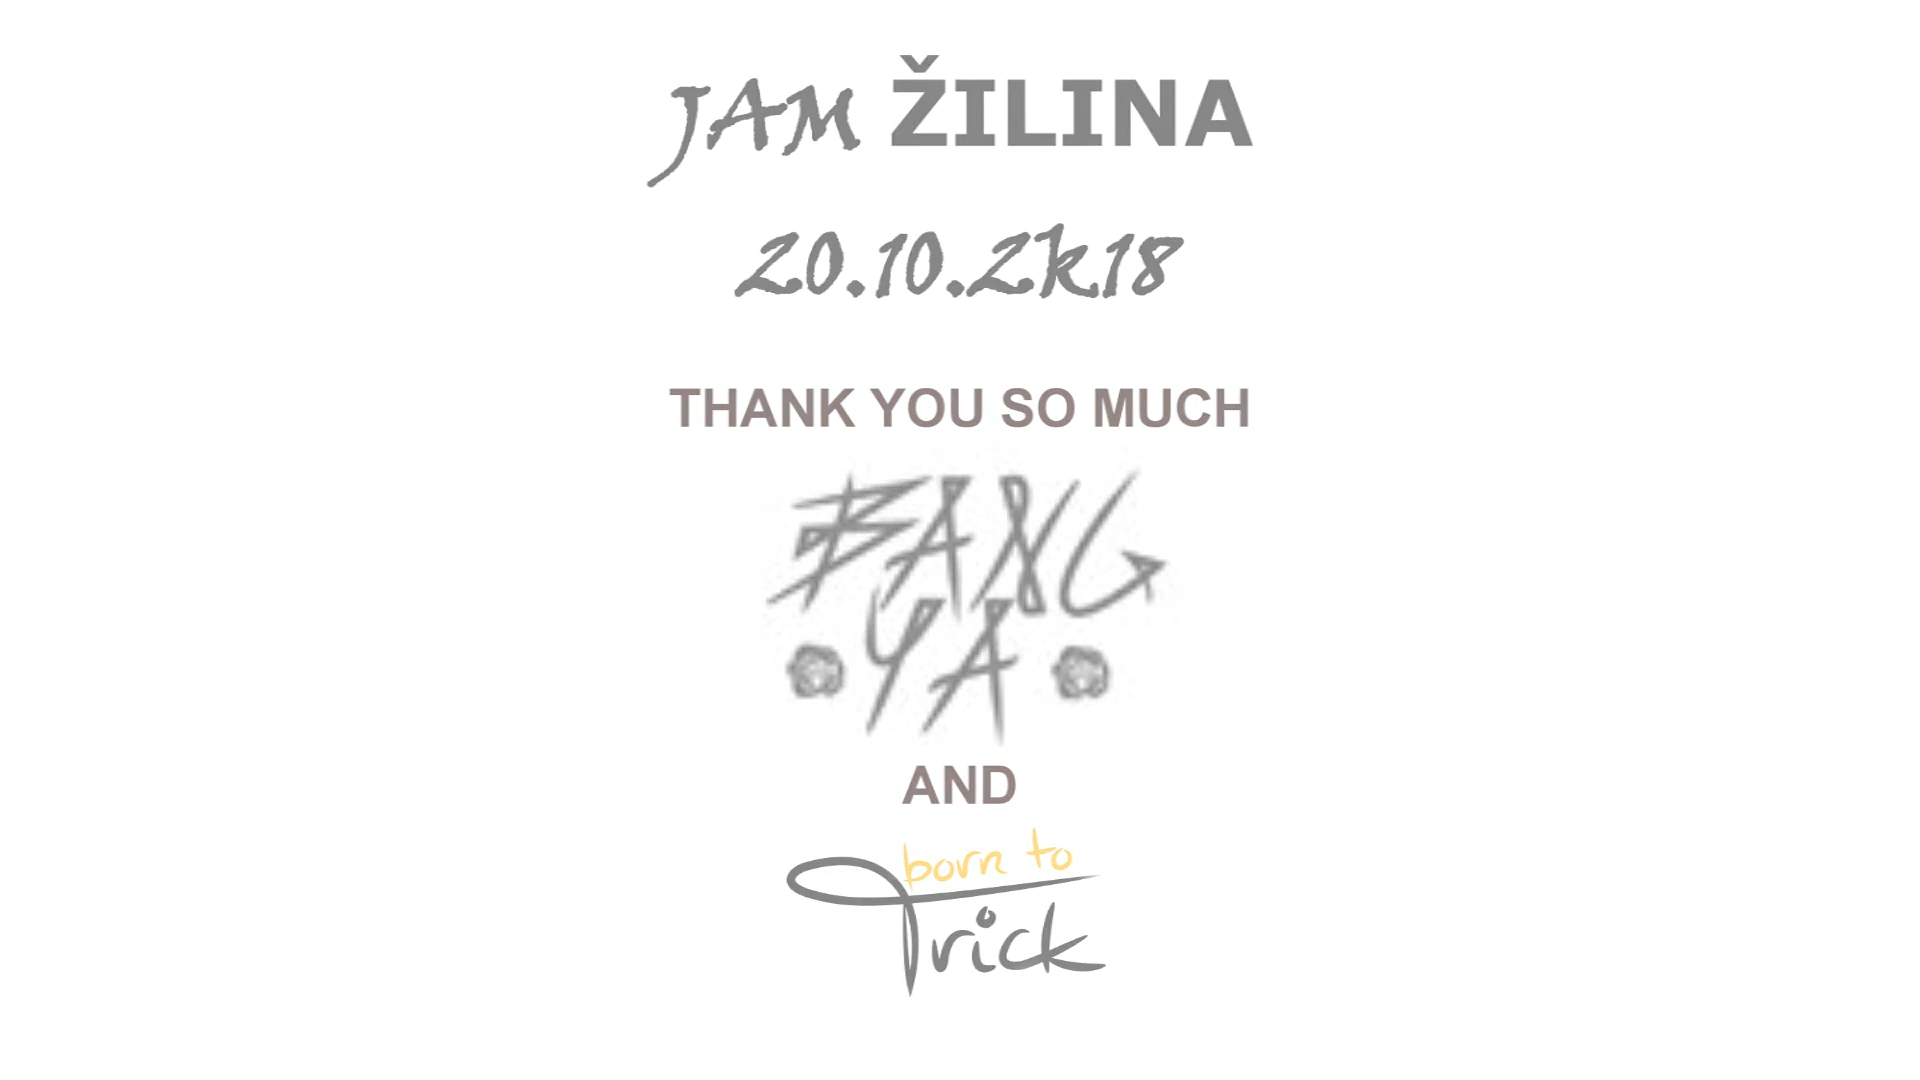 JAM ŽILINA
20.10.2k18
THANK YOU SO MUCH
BANG
YA
AND
born to
Trick